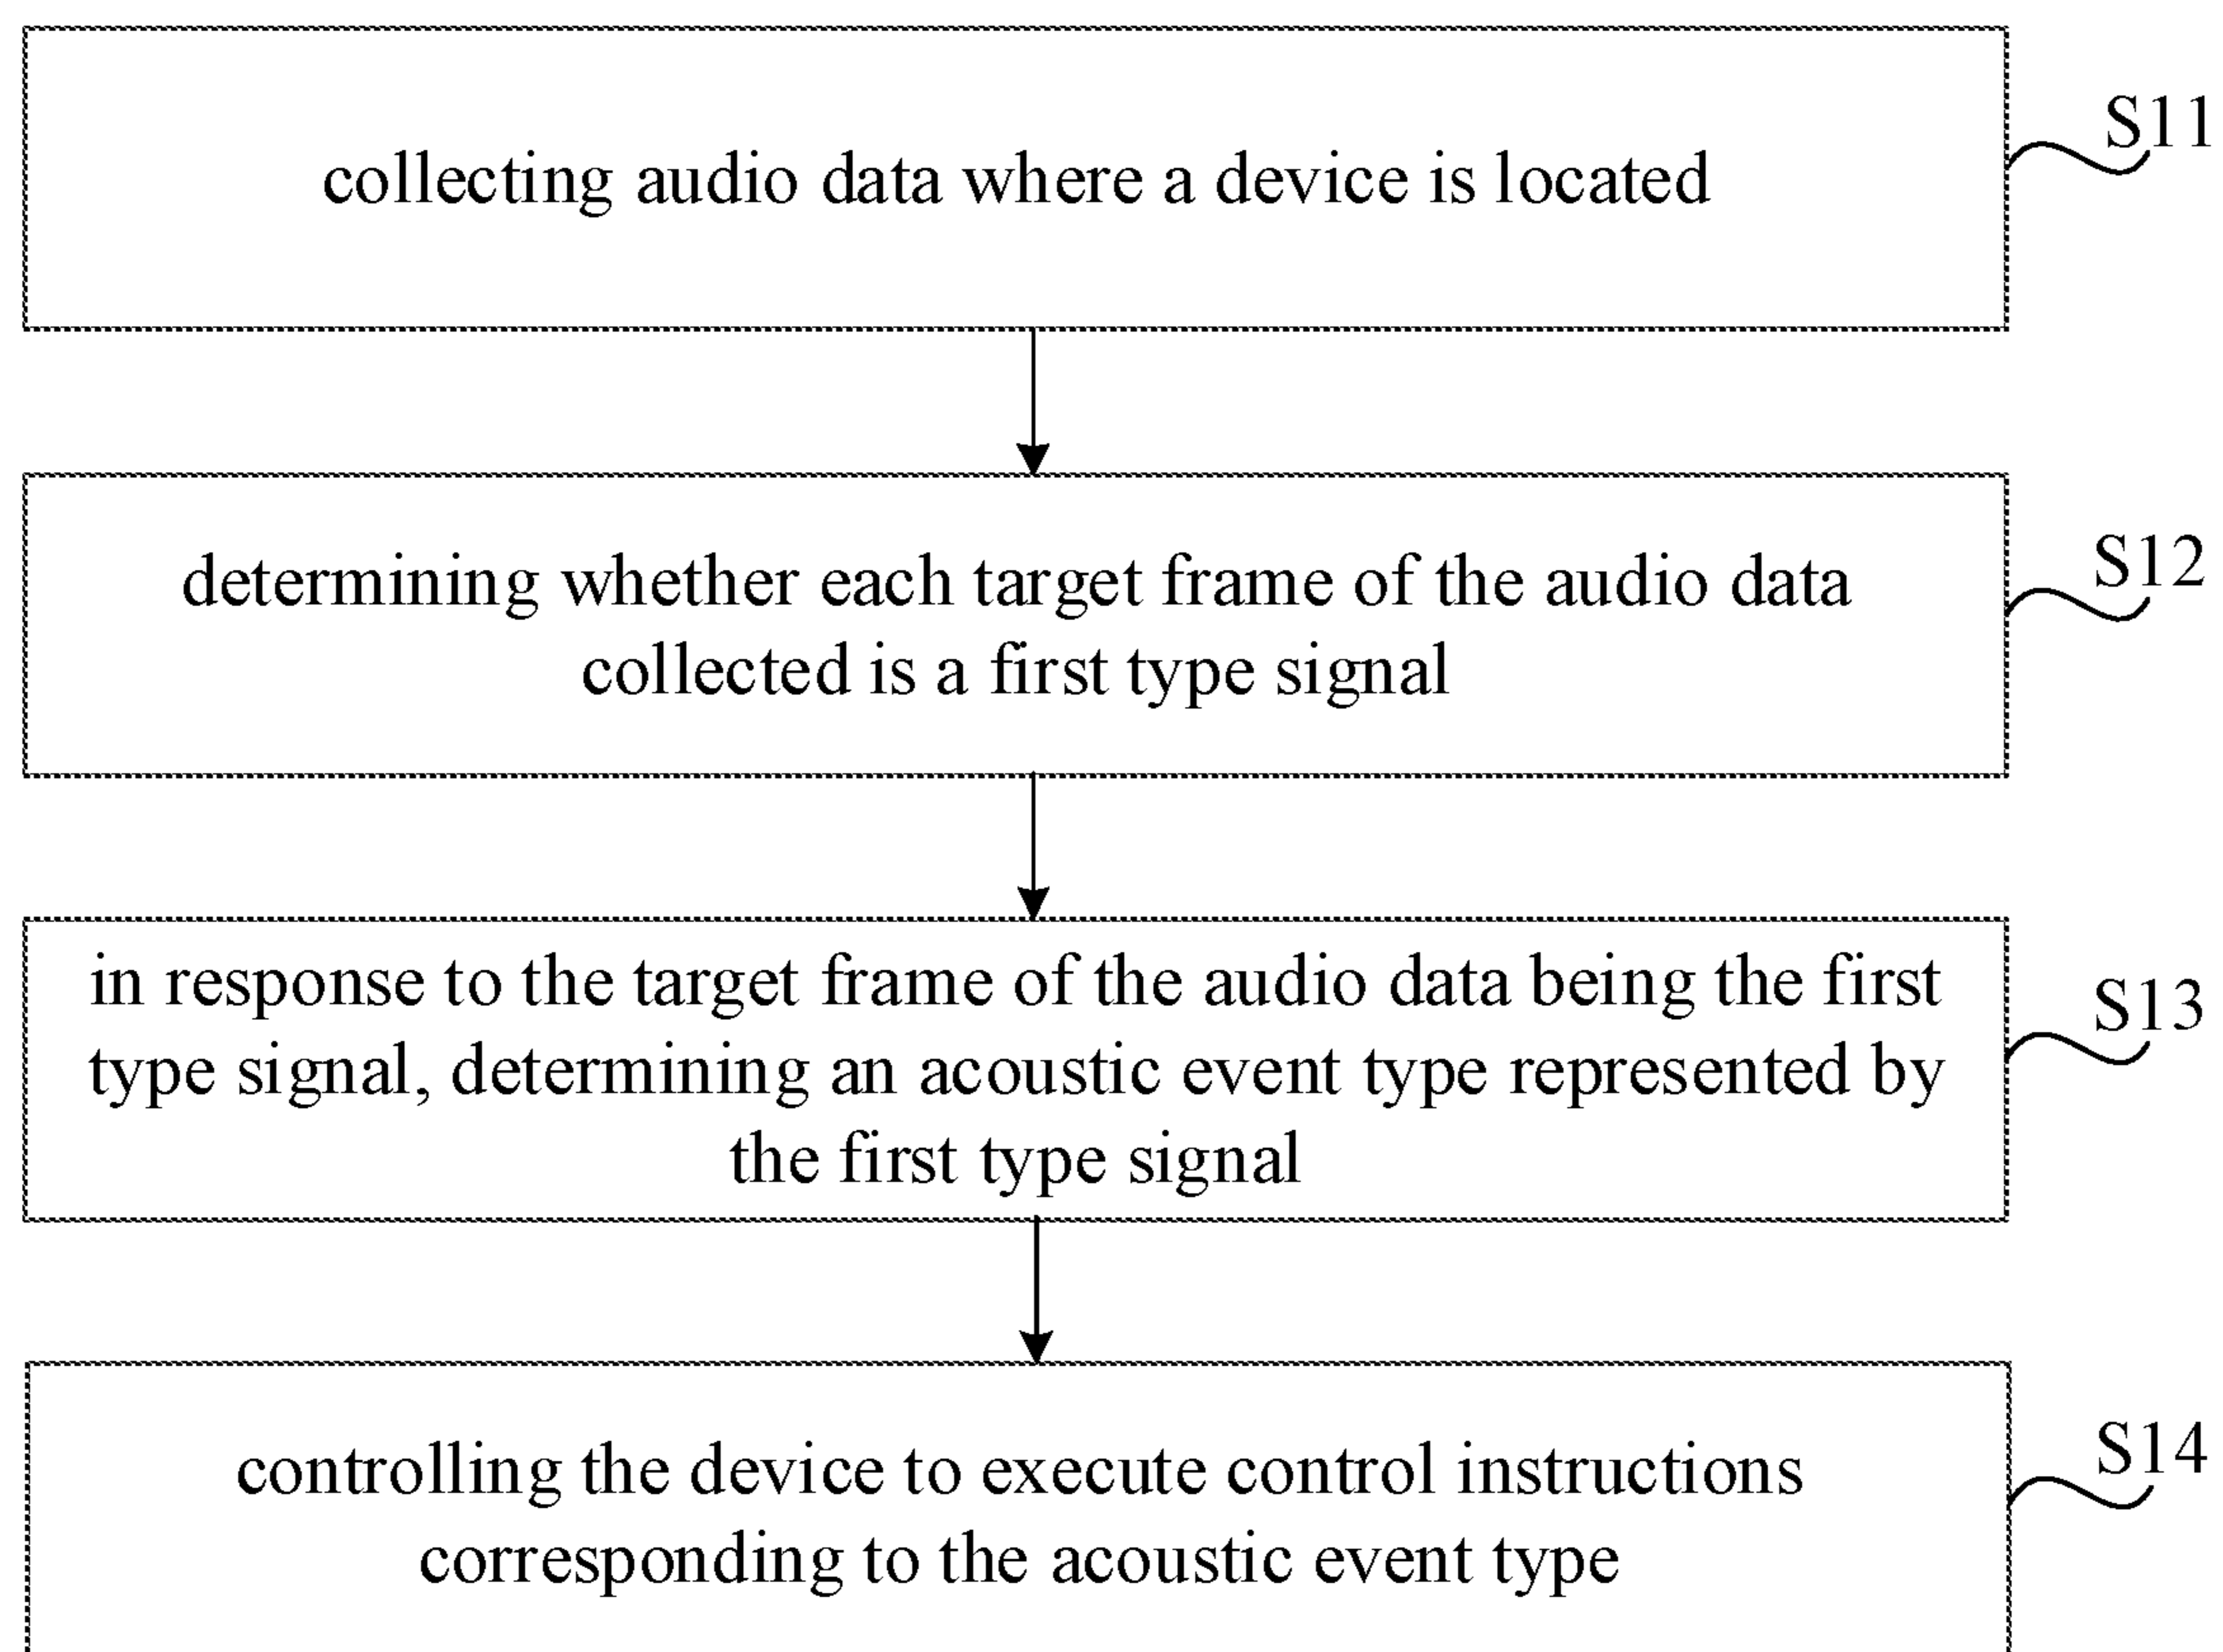 collecting audio data where a device is located
S11
determining whether each target frame of the audio data
collected is a first type signal
S12
in response to the target frame of the audio data being the first
type signal, determining an acoustic event type represented by
the first type signal
S13
controlling the device to execute control instructions
corresponding to the acoustic event type
S14